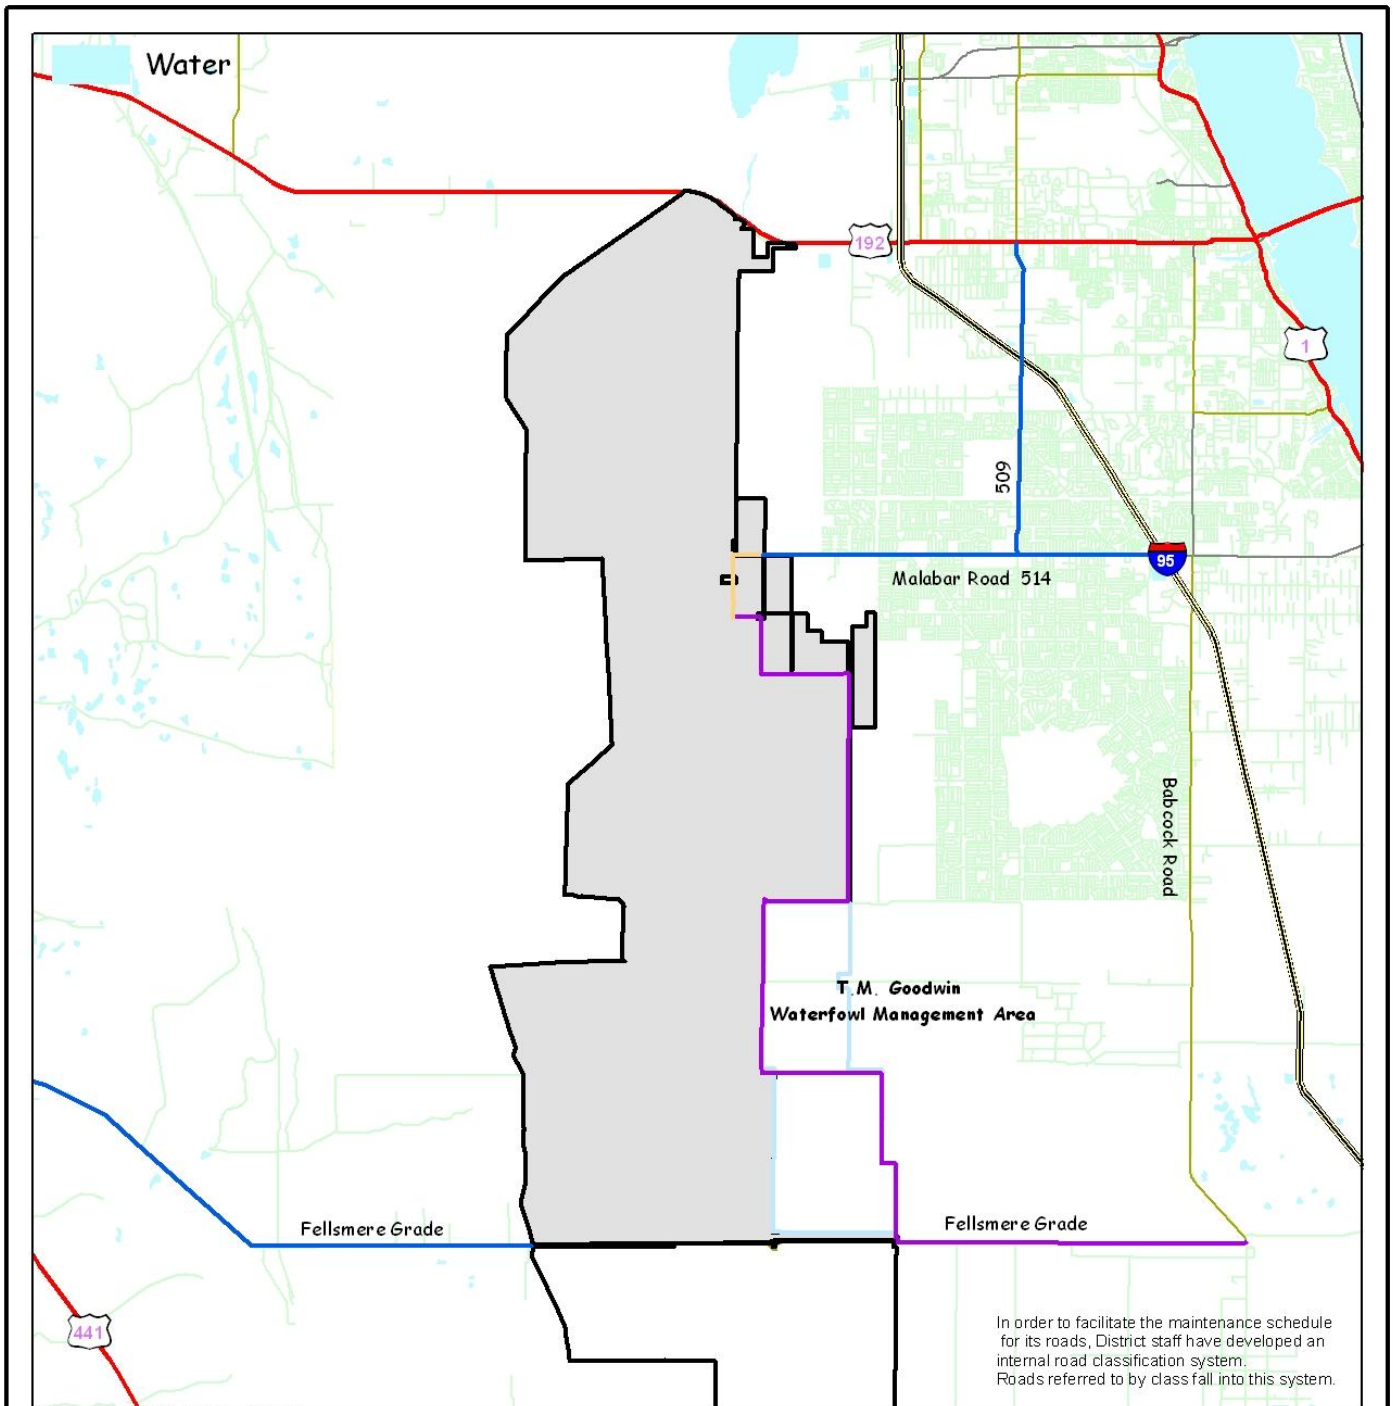 Water
192
1
509
95
Malabar Road 514
Babcock Road
T.M. Goodwin
Waterfowl Management Area
Fellsmere Grade
Fellsmere Grade
441
In order to facilitate the maintenance schedule
for its roads, District staff have developed an
internal road classification system.
Roads referred to by class fall into this system.